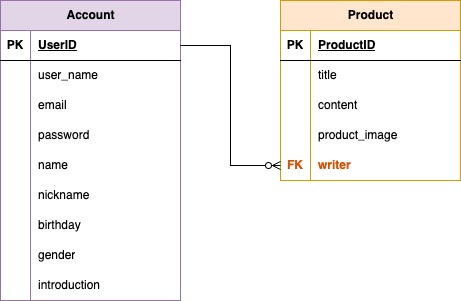 Account
PK UserID
user_name
email
password
name
nickname
birthday
gender
introduction
Product
PK ProductID
title
content
product_image
FK writer